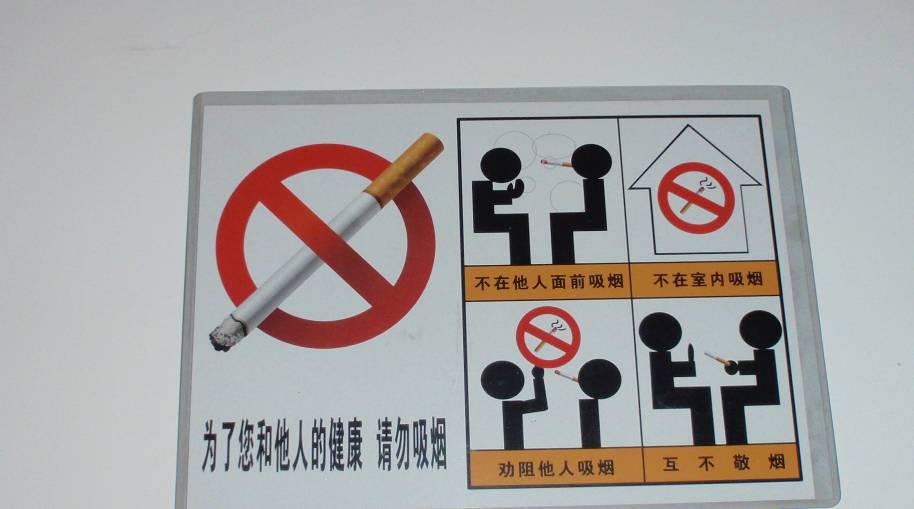 为了您和他人的健康 请勿吸烟
不在他人面前吸烟
不在室内吸烟
劝阻他人吸烟
互不敬烟